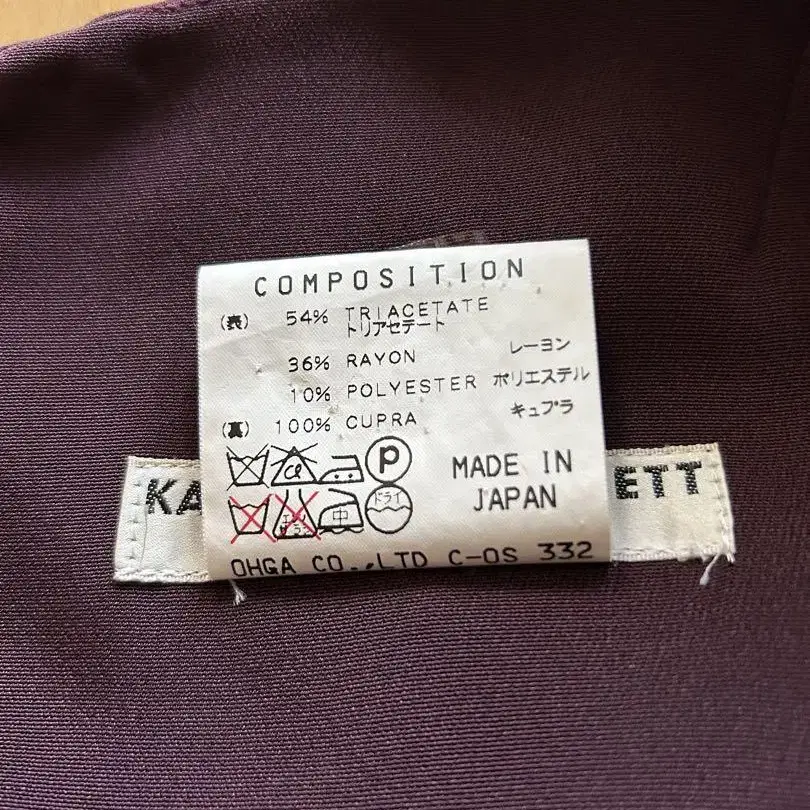 COMPOSITION
(表) 54% TRIACETATE
トリアセテート
36% RAYON レーヨン
10% POLYESTER ポリエステル
(裏) 100% CUPRA キュプラ
P
MADE IN
JAPAN
中 ドライ
KA ETT
OHGA CO.,LTD C-OS 332